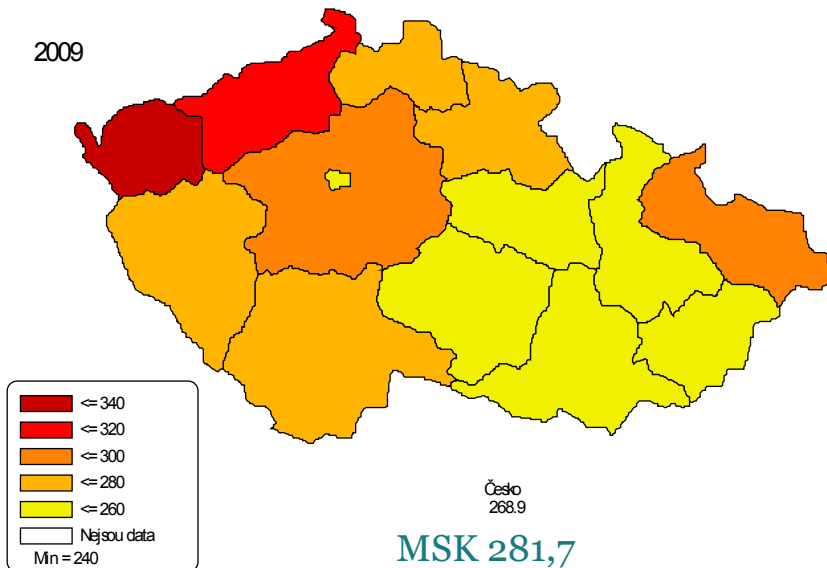 2009
<= 340
<= 320
<= 300
<= 280
<= 260
Nejsou data
Min = 240
Česko
268.9
MSK 281,7